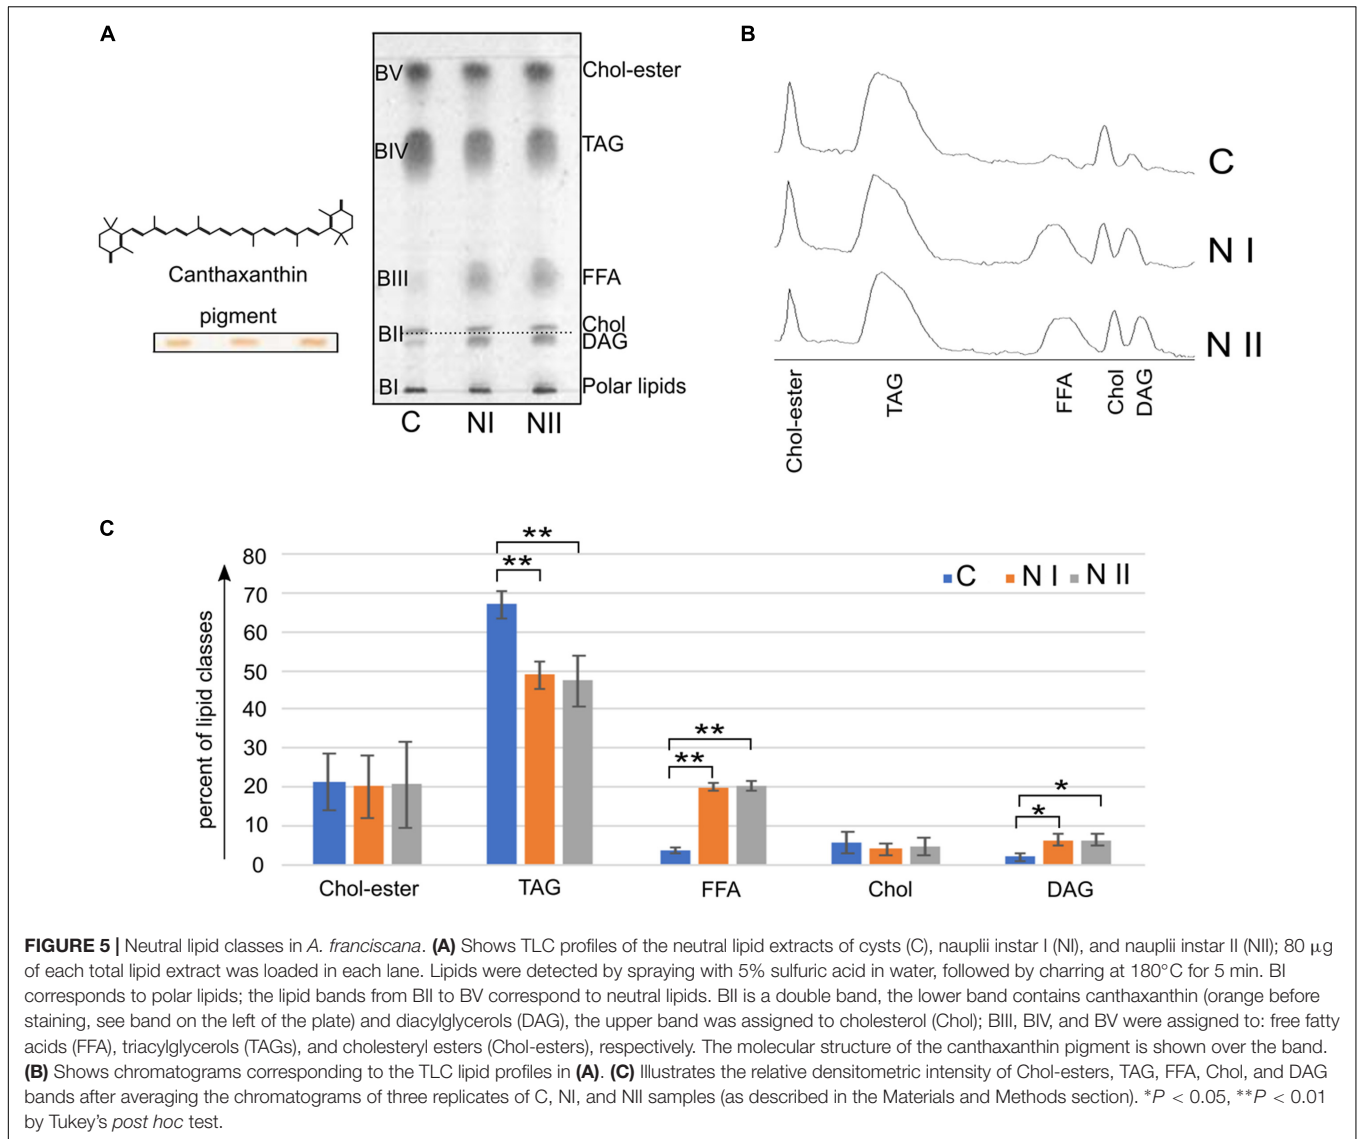 A
B
BV
Chol-ester
BIV
TAG
Canthaxanthin
pigment
BIII
FFA
BII
Chol
DAG
BI
Polar lipids
C
NI
NII
C
N I
N II
Chol-ester
TAG
FFA
Chol
DAG
C
percent of lipid classes
80
70
60
50
40
30
20
10
0
C
N I
N II
**
**
**
**
*
*
Chol-ester
TAG
FFA
Chol
DAG
FIGURE 5 | Neutral lipid classes in A. franciscana. (A) Shows TLC profiles of the neutral lipid extracts of cysts (C), nauplii instar I (NI), and nauplii instar II (NII); 80 μg
of each total lipid extract was loaded in each lane. Lipids were detected by spraying with 5% sulfuric acid in water, followed by charring at 180°C for 5 min. BI
corresponds to polar lipids; the lipid bands from BII to BV correspond to neutral lipids. BII is a double band, the lower band contains canthaxanthin (orange before
staining, see band on the left of the plate) and diacylglycerols (DAG), the upper band was assigned to cholesterol (Chol); BIII, BIV, and BV were assigned to: free fatty
acids (FFA), triacylglycerols (TAGs), and cholesteryl esters (Chol-esters), respectively. The molecular structure of the canthaxanthin pigment is shown over the band.
(B) Shows chromatograms corresponding to the TLC lipid profiles in (A). (C) Illustrates the relative densitometric intensity of Chol-esters, TAG, FFA, Chol, and DAG
bands after averaging the chromatograms of three replicates of C, NI, and NII samples (as described in the Materials and Methods section). *P < 0.05, **P < 0.01
by Tukey's post hoc test.